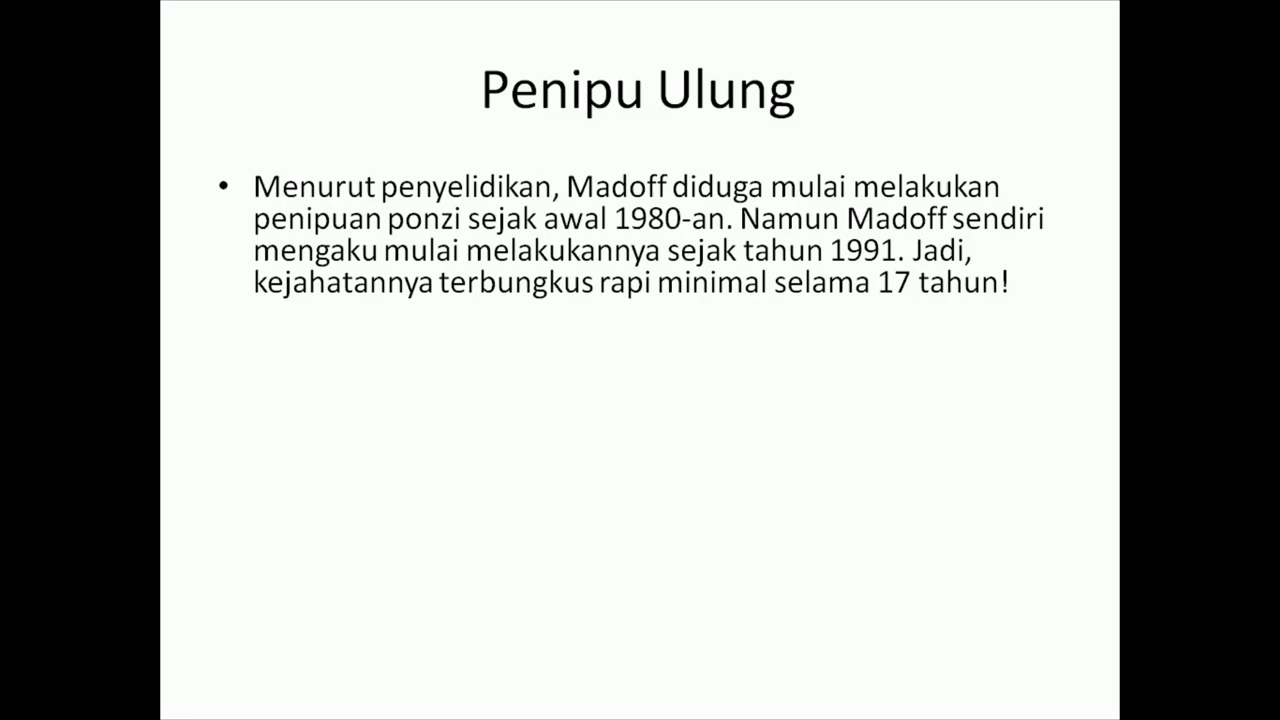 Penipu Ulung
• Menurut penyelidikan, Madoff diduga mulai melakukan
penipuan ponzi sejak awal 1980-an. Namun Madoff sendiri
mengaku mulai melakukannya sejak tahun 1991. Jadi,
kejahatannya terbungkus rapi minimal selama 17 tahun!